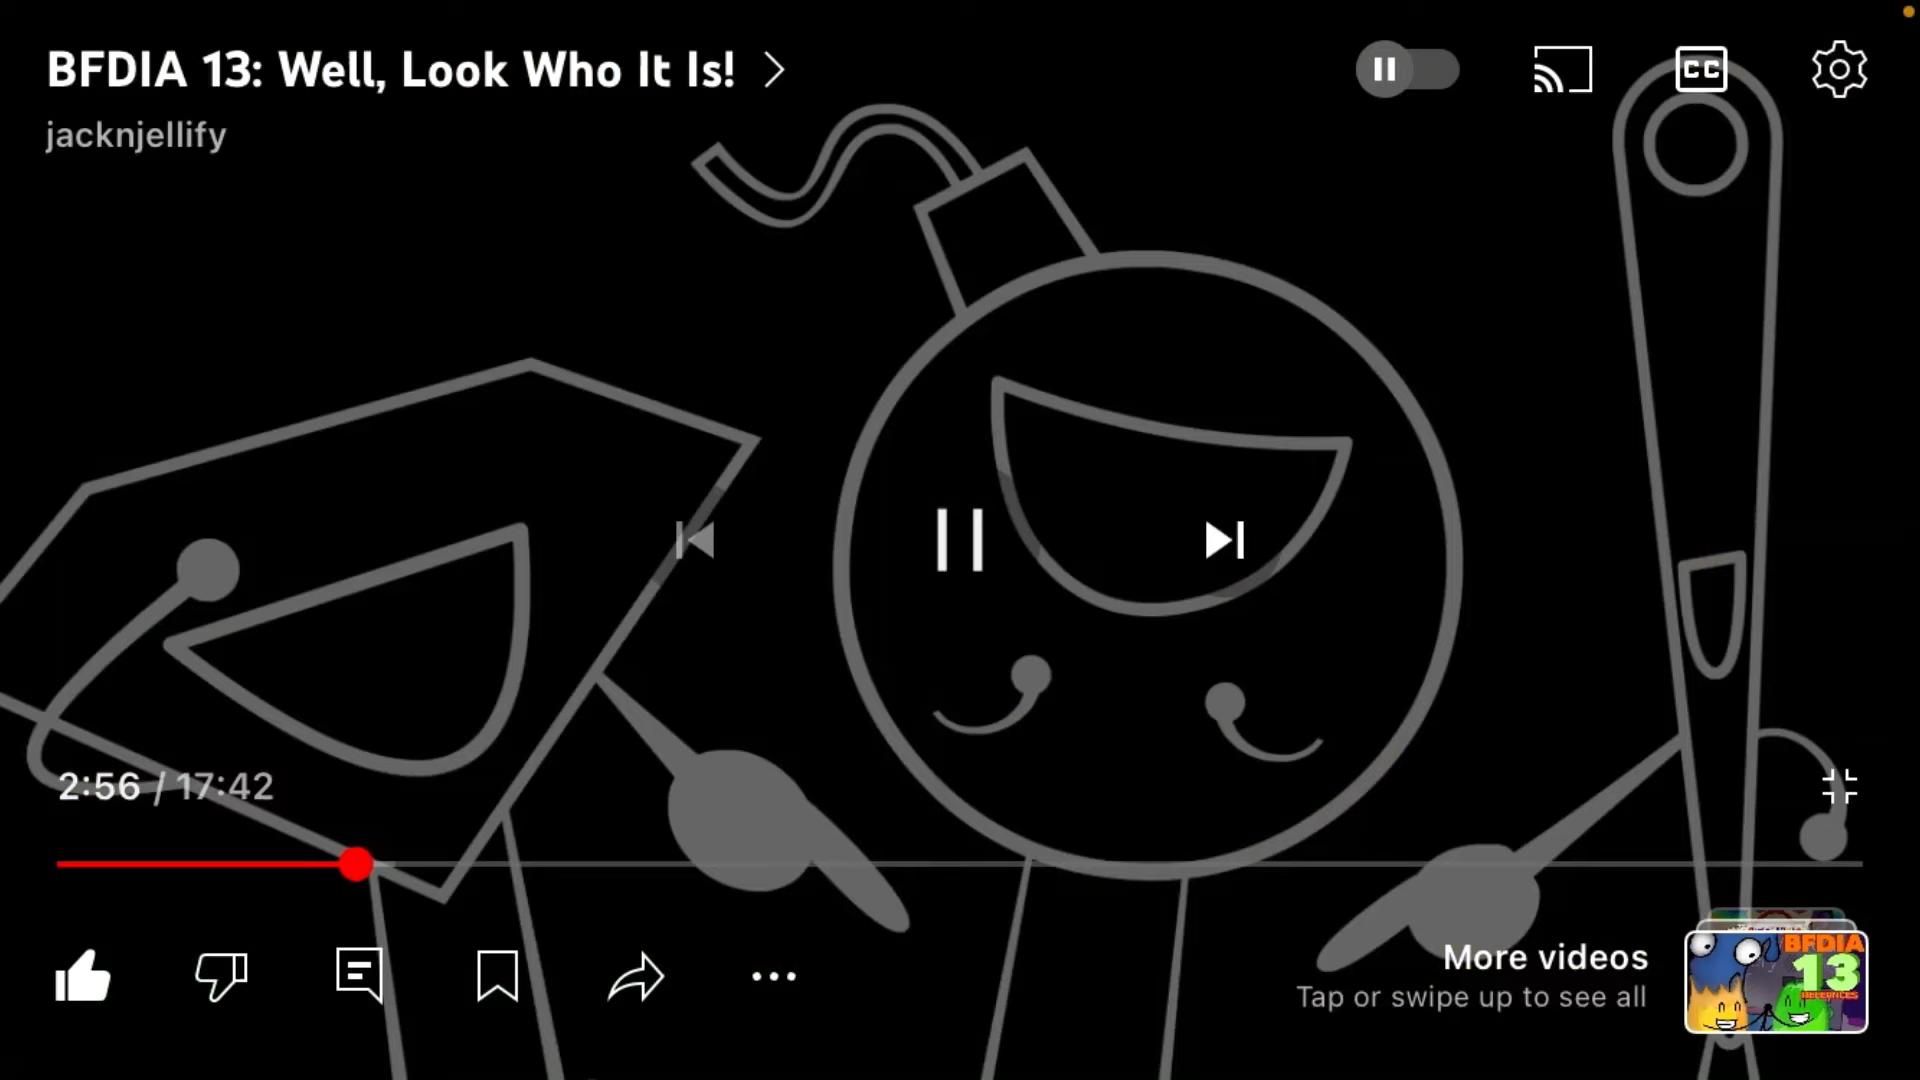 BFDIA 13: Well, Look Who It Is!
CC
jacknjellify
2:56 / 17:42
More videos
Tap or swipe up to see all
BFDIA
13